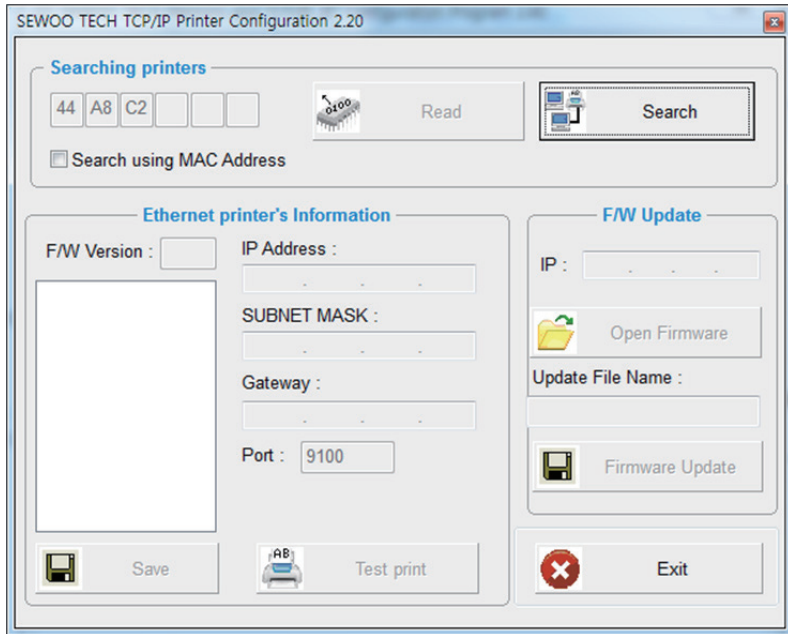 SEWOO TECH TCP/IP Printer Configuration 2.20
Searching printers
44 A8 C2
Read
Search
Search using MAC Address
Ethernet printer's Information
F/W Version :
IP Address :
. . .
SUBNET MASK :
. . .
Gateway :
. . .
Port : 9100
Save
AB
Test print
F/W Update
IP : . . .
Open Firmware
Update File Name :
Firmware Update
Exit